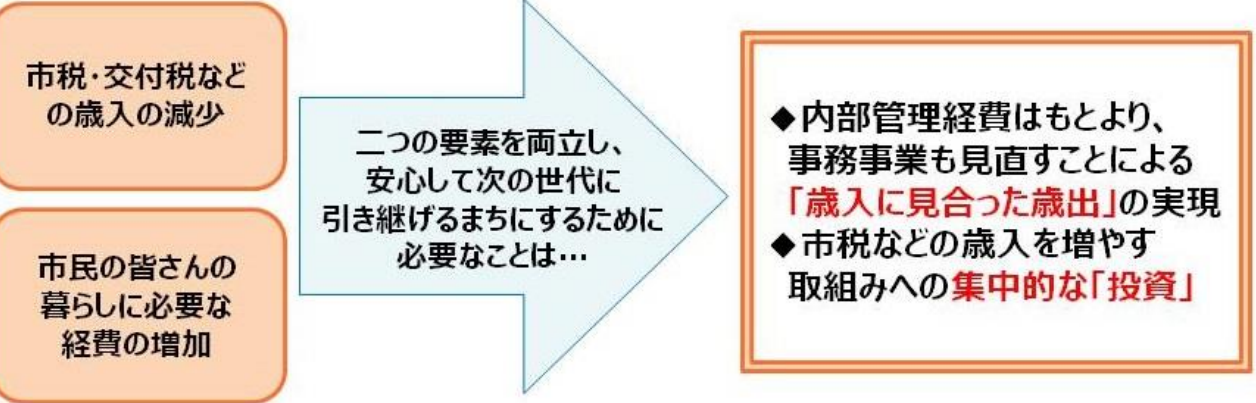 市税・交付税など
の歳入の減少
市民の皆さんの
暮らしに必要な
経費の増加
二つの要素を両立し、
安心して次の世代に
引き継げるまちにするために
必要なことは…
◆内部管理経費はもとより、
事務事業も見直すことによる
「歳入に見合った歳出」の実現
◆市税などの歳入を増やす
取組みへの集中的な「投資」